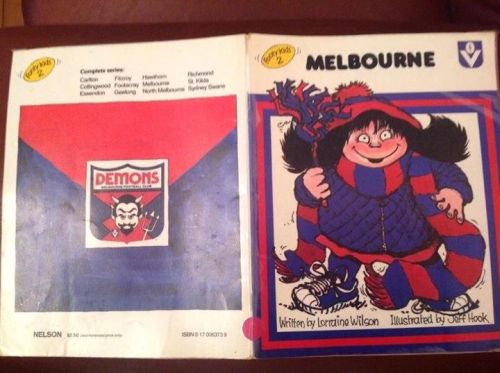 Footy Kids 2
Complete series:
Carlton Fitzroy Hawthorn Richmond
Collingwood Footscray Melbourne St. Kilda
Essendon Geelong North Melbourne Sydney Swans
DEMONS
MELBOURNE FOOTBALL CLUB
NELSON
ISBN 0 17 006373 9
Footy Kids 2
MELBOURNE
V
Written by Lorraine Wilson Illustrated by Jeff Hook